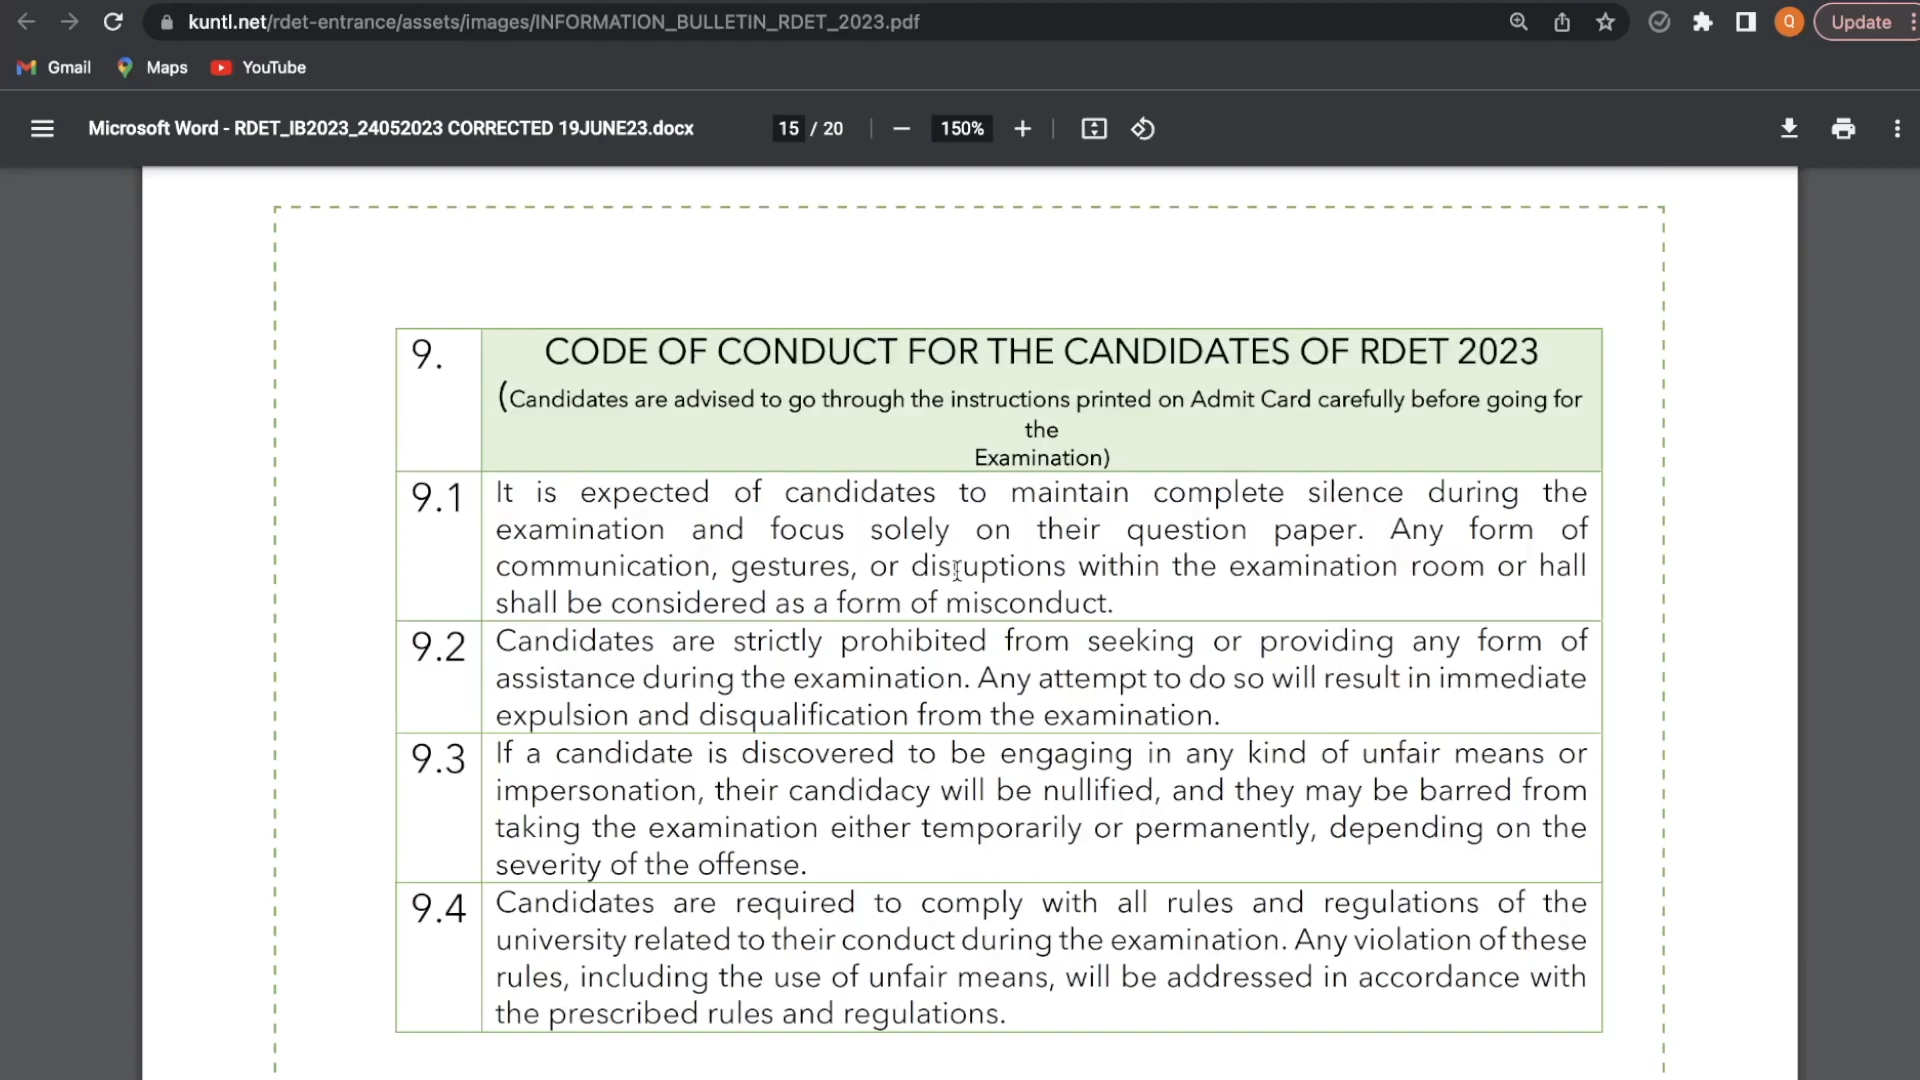 kuntl.net/rdet-entrance/assets/images/INFORMATION_BULLETIN_RDET_2023.pdf
Q
Update
Gmail
Maps
YouTube
Microsoft Word - RDET_IB2023_24052023 CORRECTED 19JUNE23.docx
15 / 20
150%
9.
CODE OF CONDUCT FOR THE CANDIDATES OF RDET 2023
(Candidates are advised to go through the instructions printed on Admit Card carefully before going for
the
Examination)
9.1
It is expected of candidates to maintain complete silence during the
examination and focus solely on their question paper. Any form of
communication, gestures, or disruptions within the examination room or hall
shall be considered as a form of misconduct.
9.2
Candidates are strictly prohibited from seeking or providing any form of
assistance during the examination. Any attempt to do so will result in immediate
expulsion and disqualification from the examination.
9.3
If a candidate is discovered to be engaging in any kind of unfair means or
impersonation, their candidacy will be nullified, and they may be barred from
taking the examination either temporarily or permanently, depending on the
severity of the offense.
9.4
Candidates are required to comply with all rules and regulations of the
university related to their conduct during the examination. Any violation of these
rules, including the use of unfair means, will be addressed in accordance with
the prescribed rules and regulations.